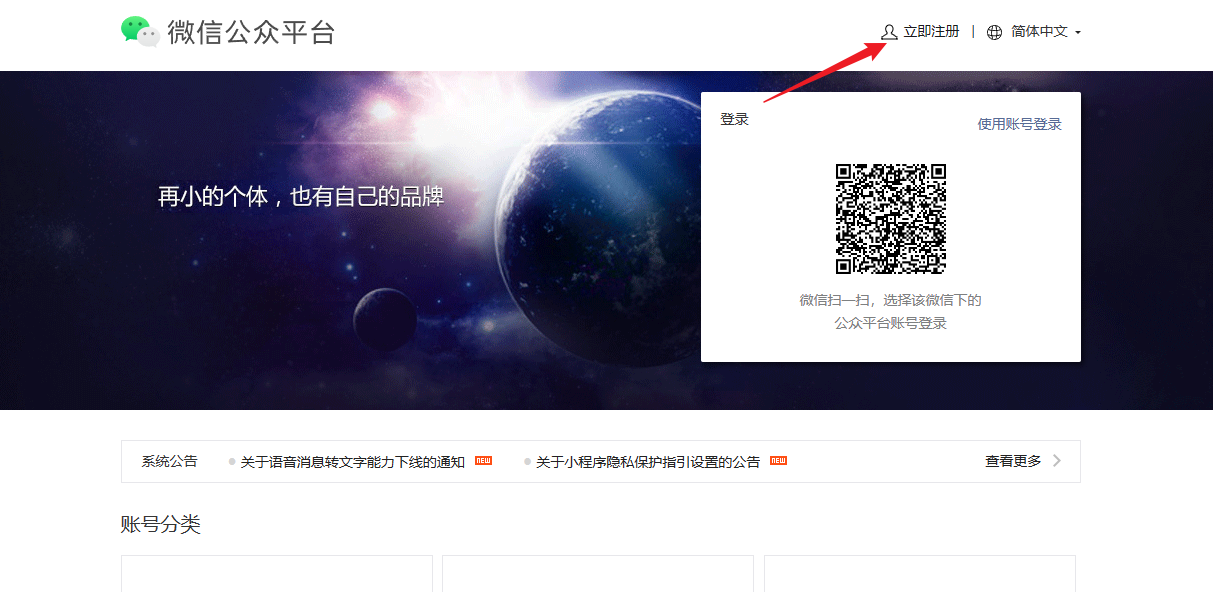 微信公众平台
立即注册 | 简体中文
登录
使用账号登录
再小的个体，也有自己的品牌
微信扫一扫，选择该微信下的
公众平台账号登录
系统公告 关于语音消息转文字能力下线的通知 NEW 关于小程序隐私保护指引设置的公告 NEW 查看更多
账号分类